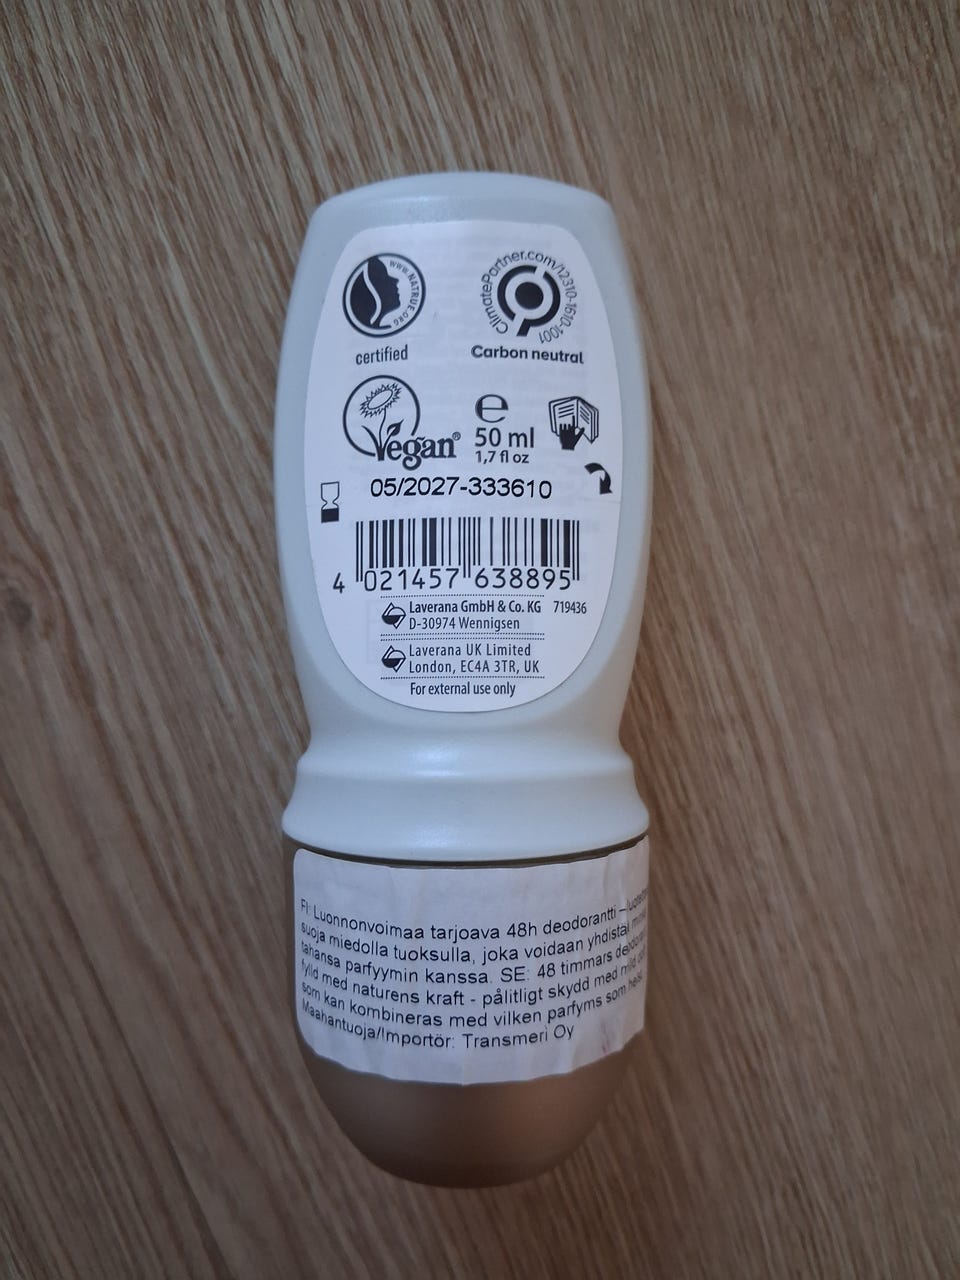 WWW.NATRUE.ORG
certified
ClimatePartner.com/12310-1610-1001
Carbon neutral
Vegan®
e
50 ml
1,7 fl oz
05/2027-333610
4 021457 638895
Laverana GmbH & Co. KG 719436
D-30974 Wennigsen
Laverana UK Limited
London, EC4A 3TR, UK
For external use only
FI: Luonnonvoimaa tarjoava 48h deodorantti –
suoja miedolla tuoksulla, joka voidaan yhdistää
tahansa parfyymin kanssa. SE: 48 timmars
fylld med naturens kraft - pålitligt skydd med mild
som kan kombineras med vilken parfyms som helst.
Maahantuoja/Importör: Transmeri Oy